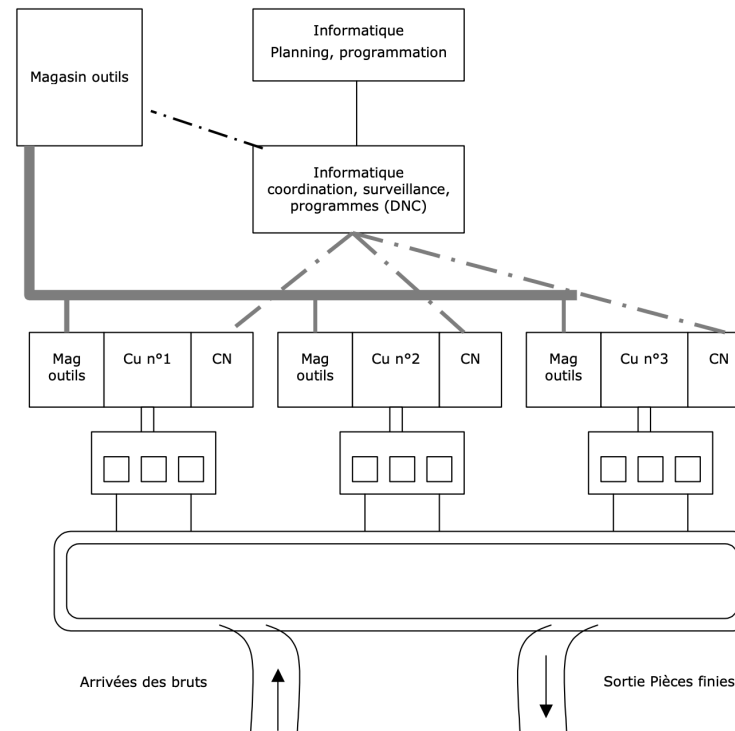 Informatique
Planning, programmation
Magasin outils
Informatique
coordination, surveillance,
programmes (DNC)
Mag
outils
Cu n°1
CN
Mag
outils
Cu n°2
CN
Mag
outils
Cu n°3
CN
Arrivées des bruts
Sortie Pièces finies